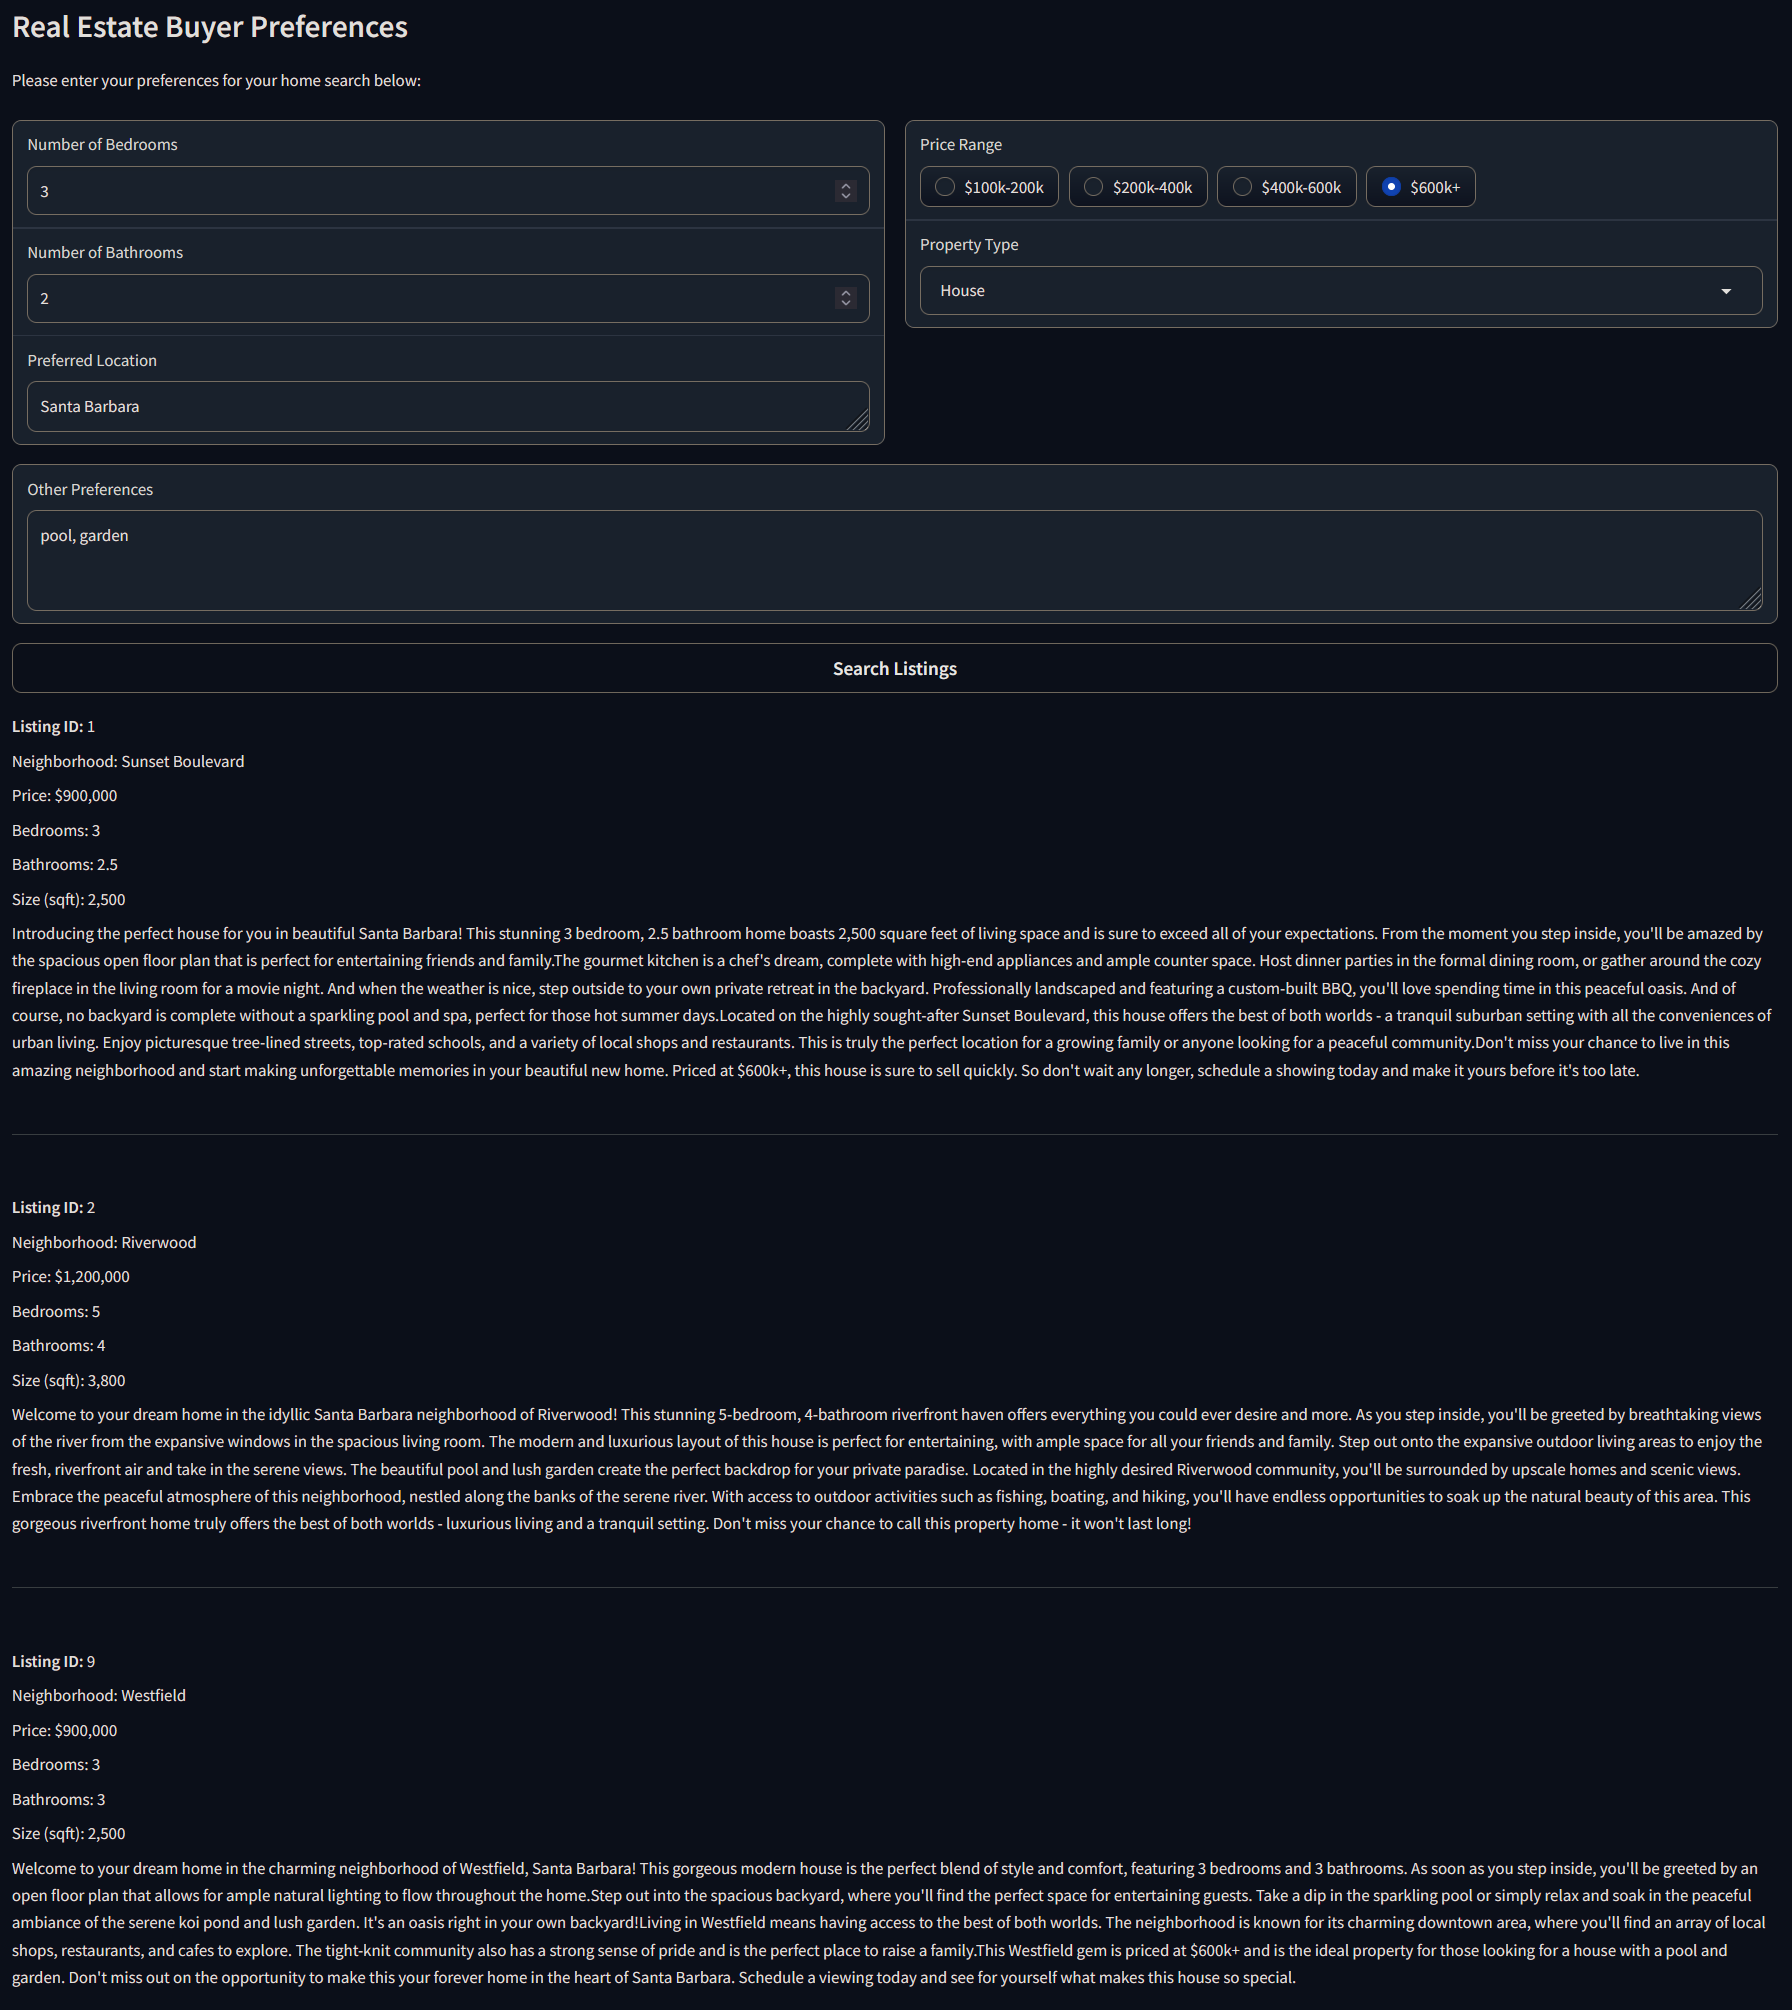 Real Estate Buyer Preferences
Please enter your preferences for your home search below:
Number of Bedrooms
3
Number of Bathrooms
2
Preferred Location
Santa Barbara
Price Range
$100k-200k
$200k-400k
$400k-600k
$600k+
Property Type
House
Other Preferences
pool, garden
Search Listings
Listing ID: 1
Neighborhood: Sunset Boulevard
Price: $900,000
Bedrooms: 3
Bathrooms: 2.5
Size (sqft): 2,500
Introducing the perfect house for you in beautiful Santa Barbara! This stunning 3 bedroom, 2.5 bathroom home boasts 2,500 square feet of living space and is sure to exceed all of your expectations. From the moment you step inside, you'll be amazed by
the spacious open floor plan that is perfect for entertaining friends and family.The gourmet kitchen is a chef's dream, complete with high-end appliances and ample counter space. Host dinner parties in the formal dining room, or gather around the cozy
fireplace in the living room for a movie night. And when the weather is nice, step outside to your own private retreat in the backyard. Professionally landscaped and featuring a custom-built BBQ, you'll love spending time in this peaceful oasis. And of
course, no backyard is complete without a sparkling pool and spa, perfect for those hot summer days.Located on the highly sought-after Sunset Boulevard, this house offers the best of both worlds - a tranquil suburban setting with all the conveniences of
urban living. Enjoy picturesque tree-lined streets, top-rated schools, and a variety of local shops and restaurants. This is truly the perfect location for a growing family or anyone looking for a peaceful community.Don't miss your chance to live in this
amazing neighborhood and start making unforgettable memories in your beautiful new home. Priced at $600k+, this house is sure to sell quickly. So don't wait any longer, schedule a showing today and make it yours before it's too late.
Listing ID: 2
Neighborhood: Riverwood
Price: $1,200,000
Bedrooms: 5
Bathrooms: 4
Size (sqft): 3,800
Welcome to your dream home in the idyllic Santa Barbara neighborhood of Riverwood! This stunning 5-bedroom, 4-bathroom riverfront haven offers everything you could ever desire and more. As you step inside, you'll be greeted by breathtaking views
of the river from the expansive windows in the spacious living room. The modern and luxurious layout of this house is perfect for entertaining, with ample space for all your friends and family. Step out onto the expansive outdoor living areas to enjoy the
fresh, riverfront air and take in the serene views. The beautiful pool and lush garden create the perfect backdrop for your private paradise. Located in the highly desired Riverwood community, you'll be surrounded by upscale homes and scenic views.
Embrace the peaceful atmosphere of this neighborhood, nestled along the banks of the serene river. With access to outdoor activities such as fishing, boating, and hiking, you'll have endless opportunities to soak up the natural beauty of this area. This
gorgeous riverfront home truly offers the best of both worlds - luxurious living and a tranquil setting. Don't miss your chance to call this property home - it won't last long!
Listing ID: 9
Neighborhood: Westfield
Price: $900,000
Bedrooms: 3
Bathrooms: 3
Size (sqft): 2,500
Welcome to your dream home in the charming neighborhood of Westfield, Santa Barbara! This gorgeous modern house is the perfect blend of style and comfort, featuring 3 bedrooms and 3 bathrooms. As soon as you step inside, you'll be greeted by an
open floor plan that allows for ample natural lighting to flow throughout the home.Step out into the spacious backyard, where you'll find the perfect space for entertaining guests. Take a dip in the sparkling pool or simply relax and soak in the peaceful
ambiance of the serene koi pond and lush garden. It's an oasis right in your own backyard!Living in Westfield means having access to the best of both worlds. The neighborhood is known for its charming downtown area, where you'll find an array of local
shops, restaurants, and cafes to explore. The tight-knit community also has a strong sense of pride and is the perfect place to raise a family.This Westfield gem is priced at $600k+ and is the ideal property for those looking for a house with a pool and
garden. Don't miss out on the opportunity to make this your forever home in the heart of Santa Barbara. Schedule a viewing today and see for yourself what makes this house so special.